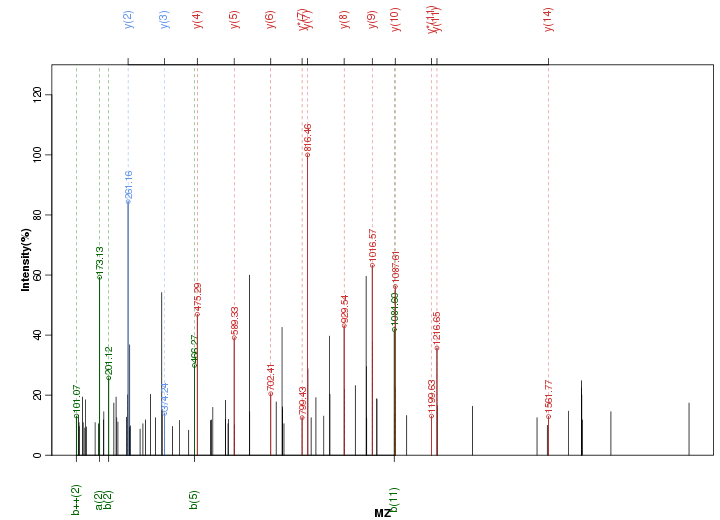 y(2)
y(3)
y(4)
y(5)
y(6)
y(7)
y(8)
y(9)
y(10)
y*(11)
y(14)
120
100
80
60
40
20
0
Intensity(%)
101.07
173.13
201.12
261.16
374.24
466.27
475.29
589.33
702.41
799.43
816.46
929.54
1016.57
1087.61
1199.63
1216.65
1561.77
b++(2)
a(2)
b(2)
b(5)
b(11)
MZ